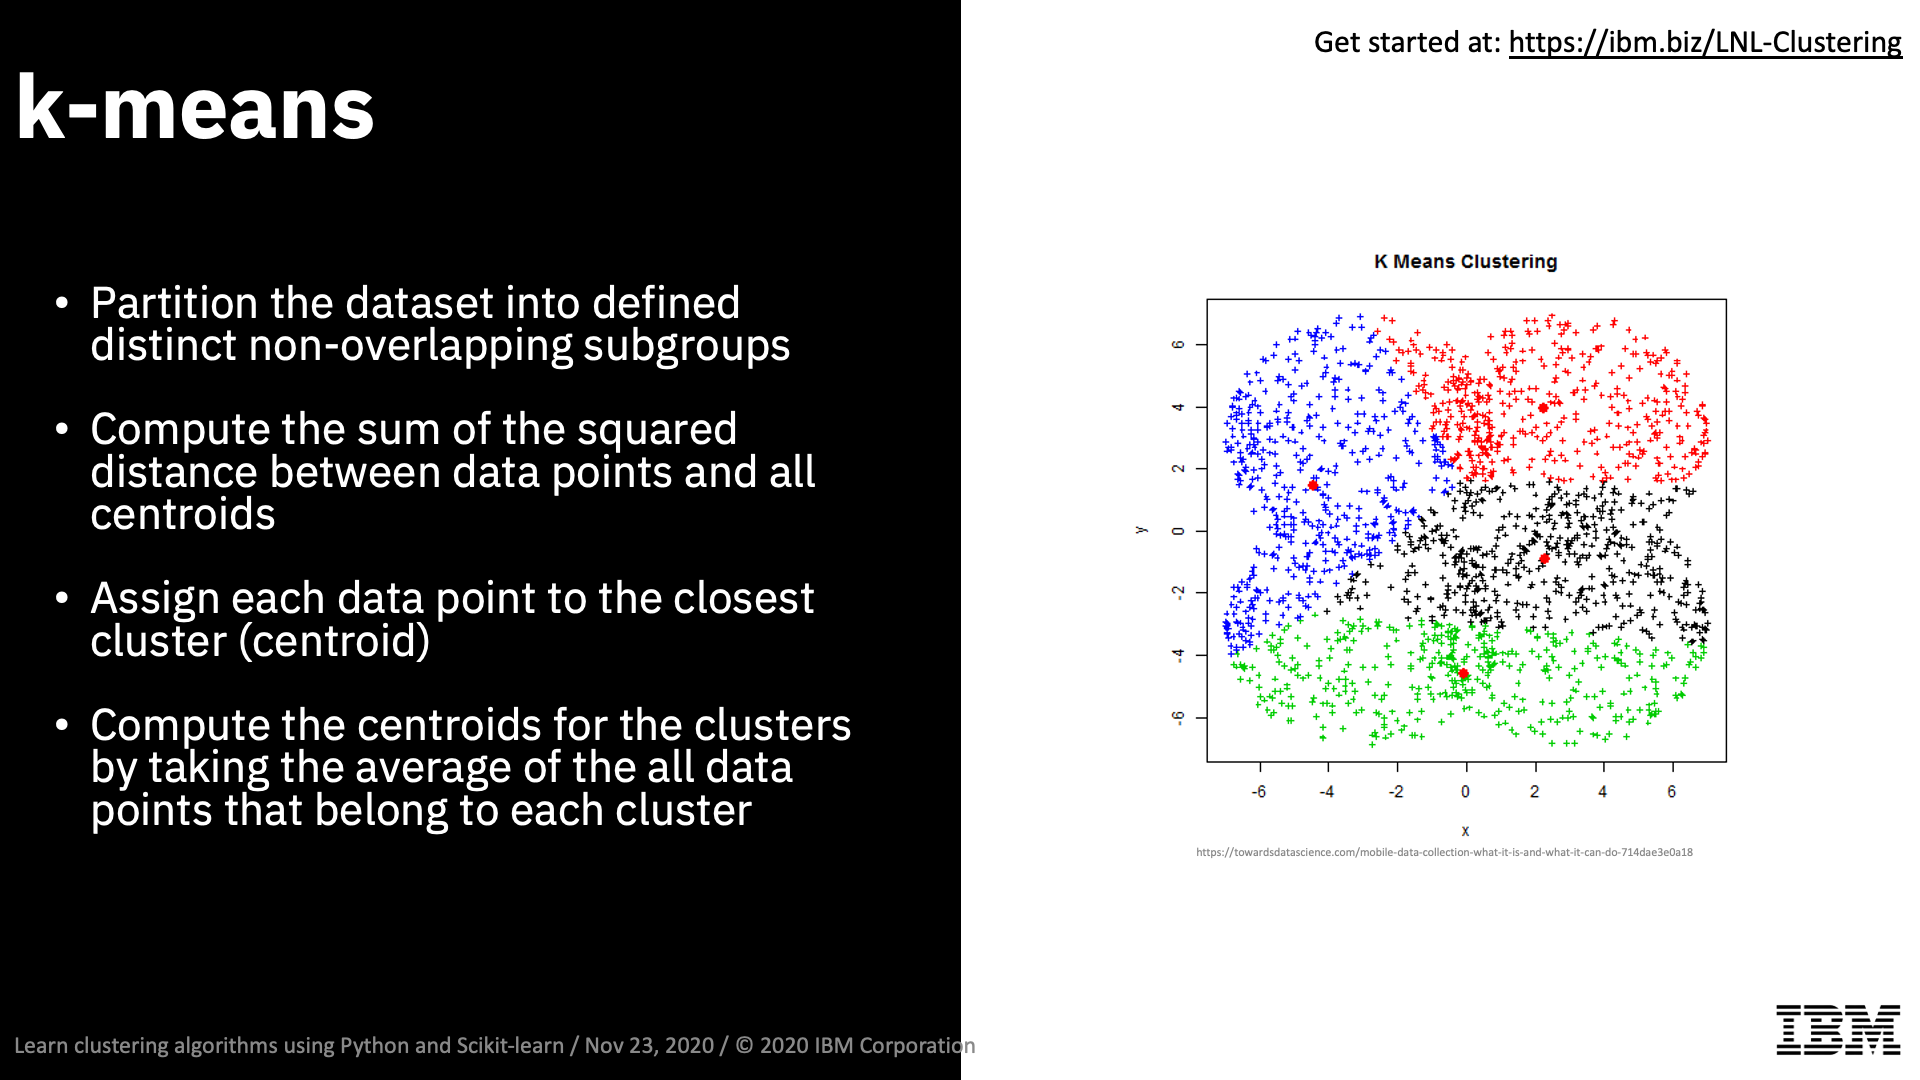 Get started at: https://ibm.biz/LNL-Clustering
k-means
• Partition the dataset into defined
distinct non-overlapping subgroups
• Compute the sum of the squared
distance between data points and all
centroids
• Assign each data point to the closest
cluster (centroid)
• Compute the centroids for the clusters
by taking the average of the all data
points that belong to each cluster
K Means Clustering
6
4
2
0
-2
-4
-6
y
-6 -4 -2 0 2 4 6
x
https://towardsdatascience.com/mobile-data-collection-what-it-is-and-what-it-can-do-714dae3e0a18
Learn clustering algorithms using Python and Scikit-learn / Nov 23, 2020 / © 2020 IBM Corporation
IBM